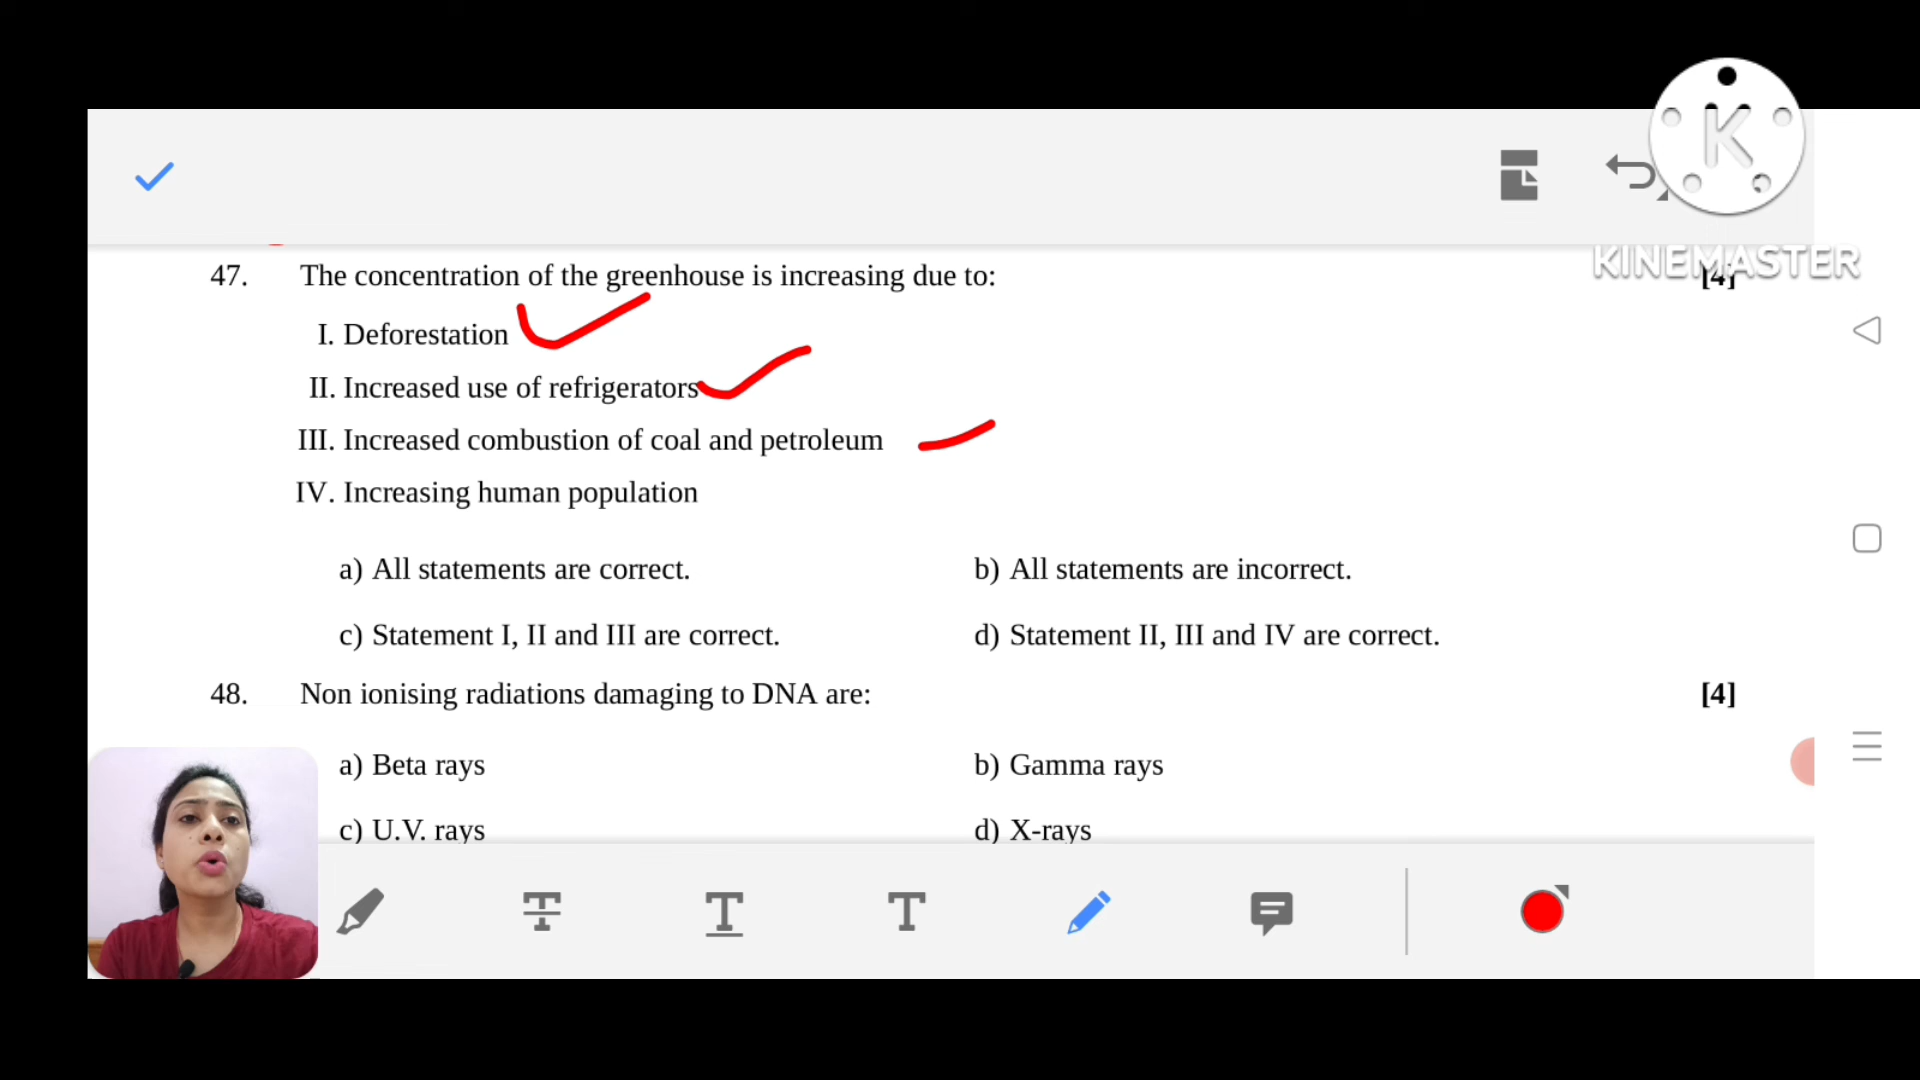 K
KINEMASTER
47. The concentration of the greenhouse is increasing due to: [4]
I. Deforestation
II. Increased use of refrigerators
III. Increased combustion of coal and petroleum
IV. Increasing human population
a) All statements are correct. b) All statements are incorrect.
c) Statement I, II and III are correct. d) Statement II, III and IV are correct.
48. Non ionising radiations damaging to DNA are: [4]
a) Beta rays b) Gamma rays
c) U.V. rays d) X-rays
T T T